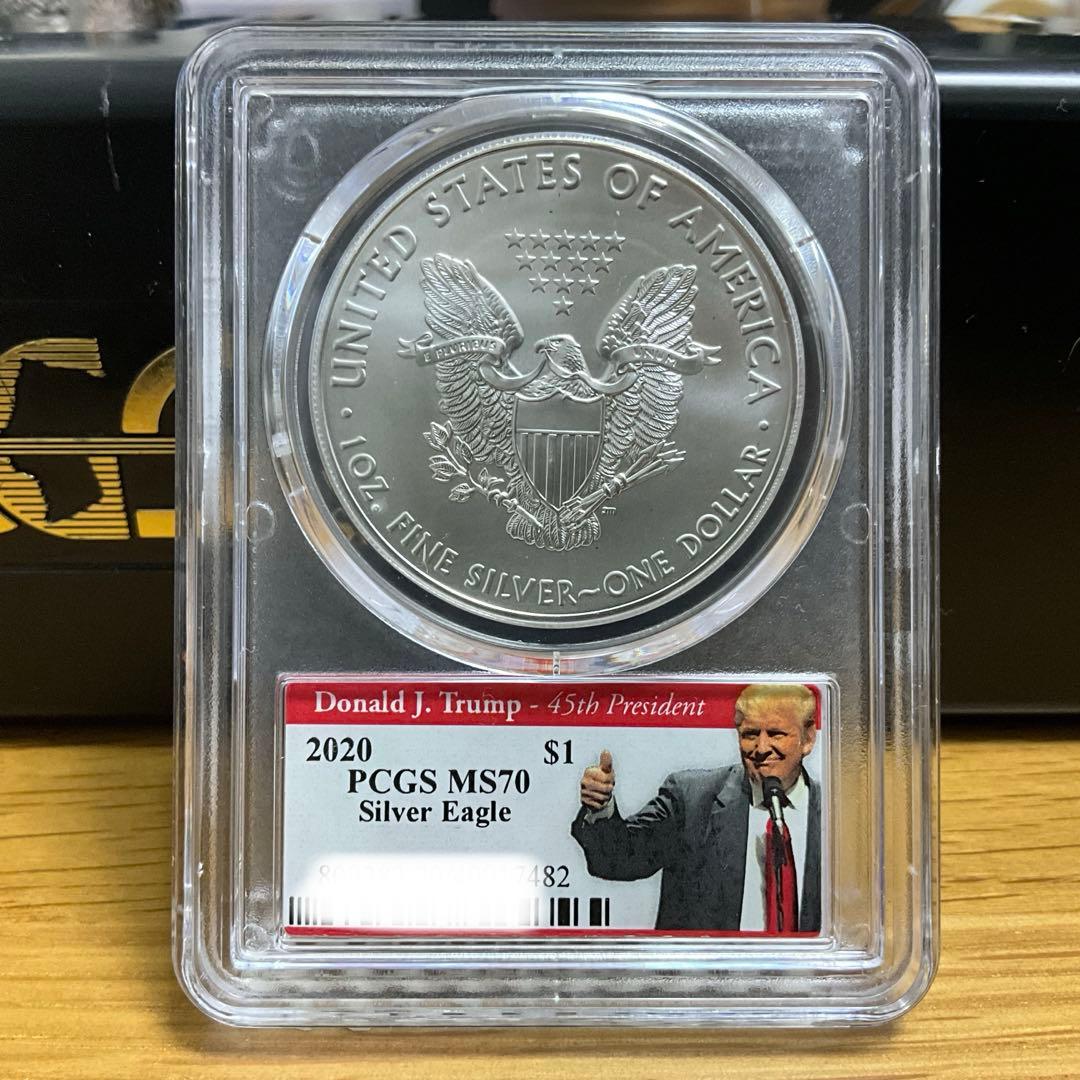 UNITED STATES OF AMERICA
E PLURIBUS
UNUM
1 OZ. FINE SILVER~ONE DOLLAR
Donald J. Trump - 45th President
2020 $1
PCGS MS70
Silver Eagle
7482